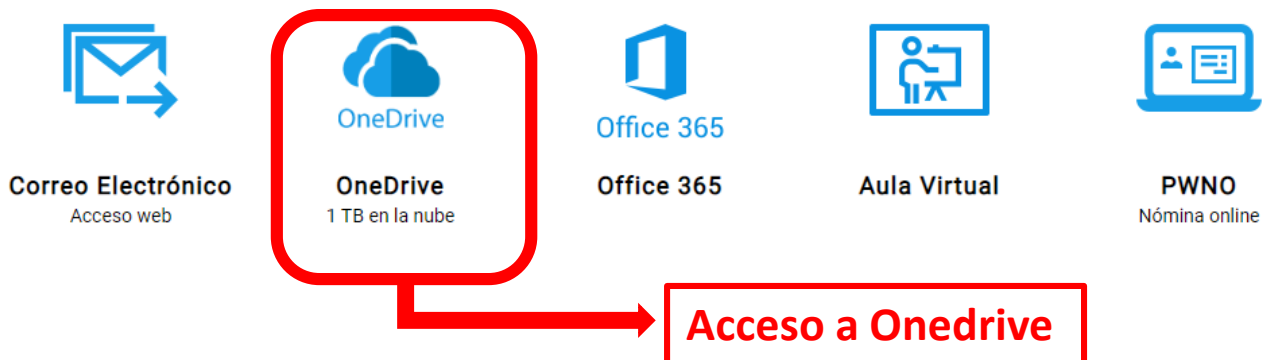 OneDrive
Office 365
Correo Electrónico
Acceso web
OneDrive
1 TB en la nube
Office 365
Aula Virtual
PWNO
Nómina online
Acceso a Onedrive